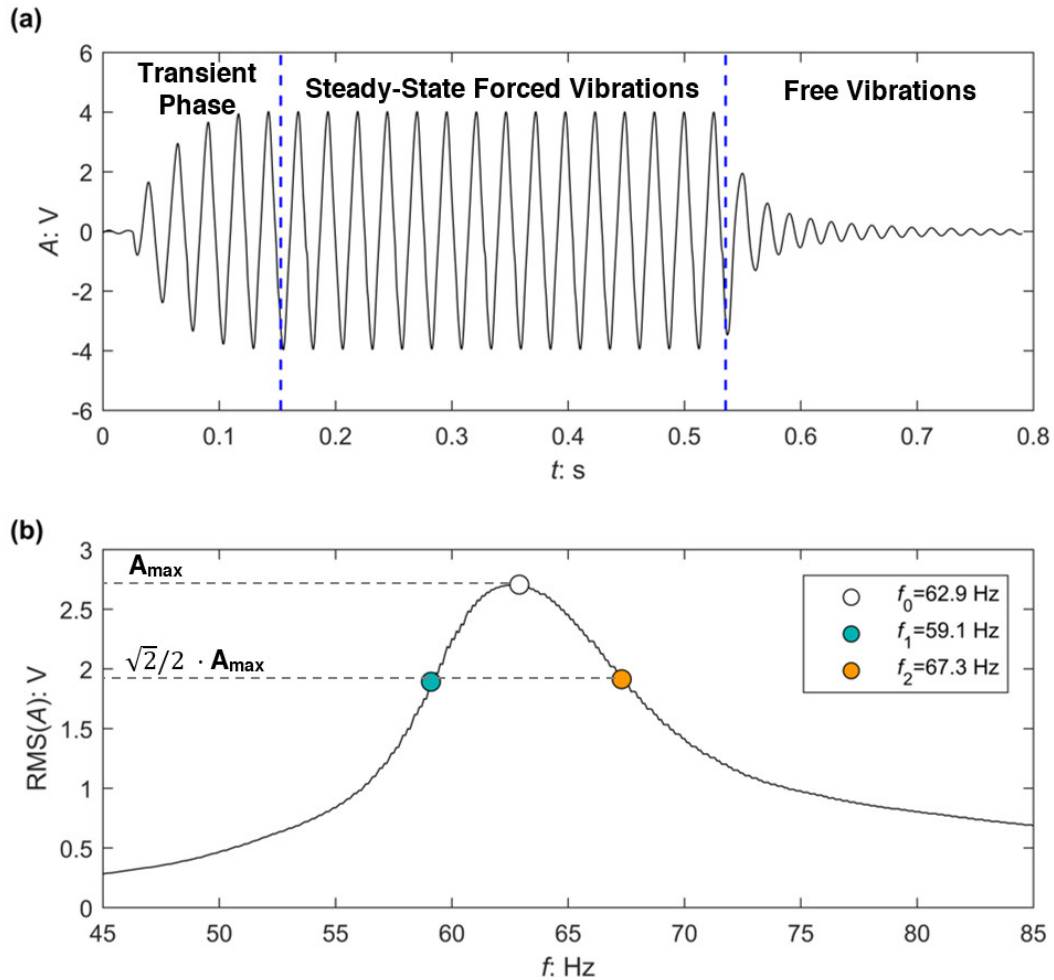 (a)
6
4
2
0
-2
-4
-6
A: V
Transient
Phase
Steady-State Forced Vibrations
Free Vibrations
0 0.1 0.2 0.3 0.4 0.5 0.6 0.7 0.8
t: s
(b)
3
2.5
2
1.5
1
0.5
0
RMS(A): V
Amax
√2/2 · Amax
f0=62.9 Hz
f1=59.1 Hz
f2=67.3 Hz
45 50 55 60 65 70 75 80 85
f: Hz